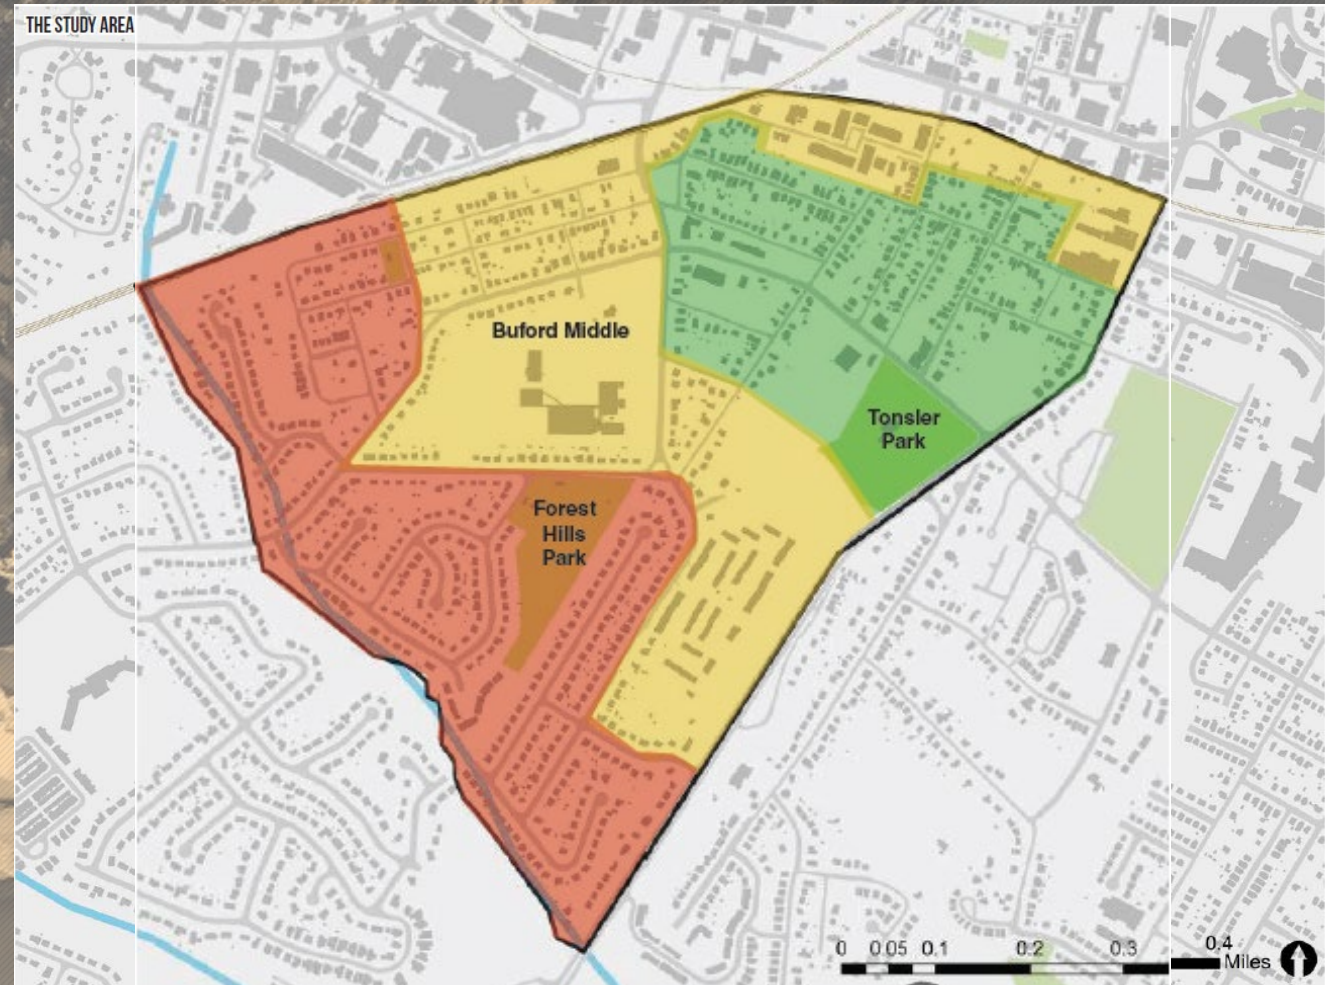 THE STUDY AREA
Buford Middle
Tonsler
Park
Forest
Hills
Park
0 0.05 0.1 0.2 0.3 0.4
Miles